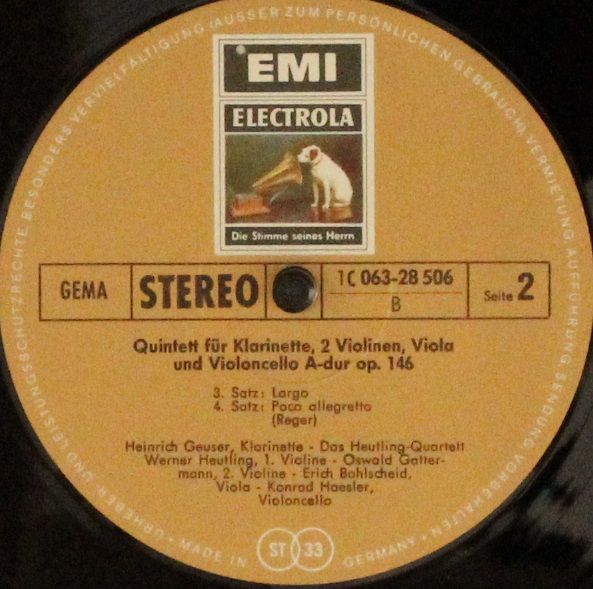 EMI
ELECTROLA
Die Stimme seines Herrn
GEMA
STEREO
1C 063-28 506
B
Seite 2
Quintett für Klarinette, 2 Violinen, Viola
und Violoncello A-dur op. 146
3. Satz: Largo
4. Satz: Poco allegretto
(Reger)
Heinrich Geuser, Klarinette - Das Heutling-Quartett
Werner Heutling, 1. Violine - Oswald Gatter-
mann, 2. Violine - Erich Bohlscheid,
Viola - Konrad Haesler,
Violoncello
ST 33
URHEBER- UND LEISTUNGSSCHUTZRECHTE BESONDERS VERVIELFÄLTIGUNG (AUSSER ZUM PERSÖNLICHEN GEBRAUCH), VERMIETUNG, AUFFÜHRUNG, SENDUNG VORBEHALTEN • MADE IN GERMANY •